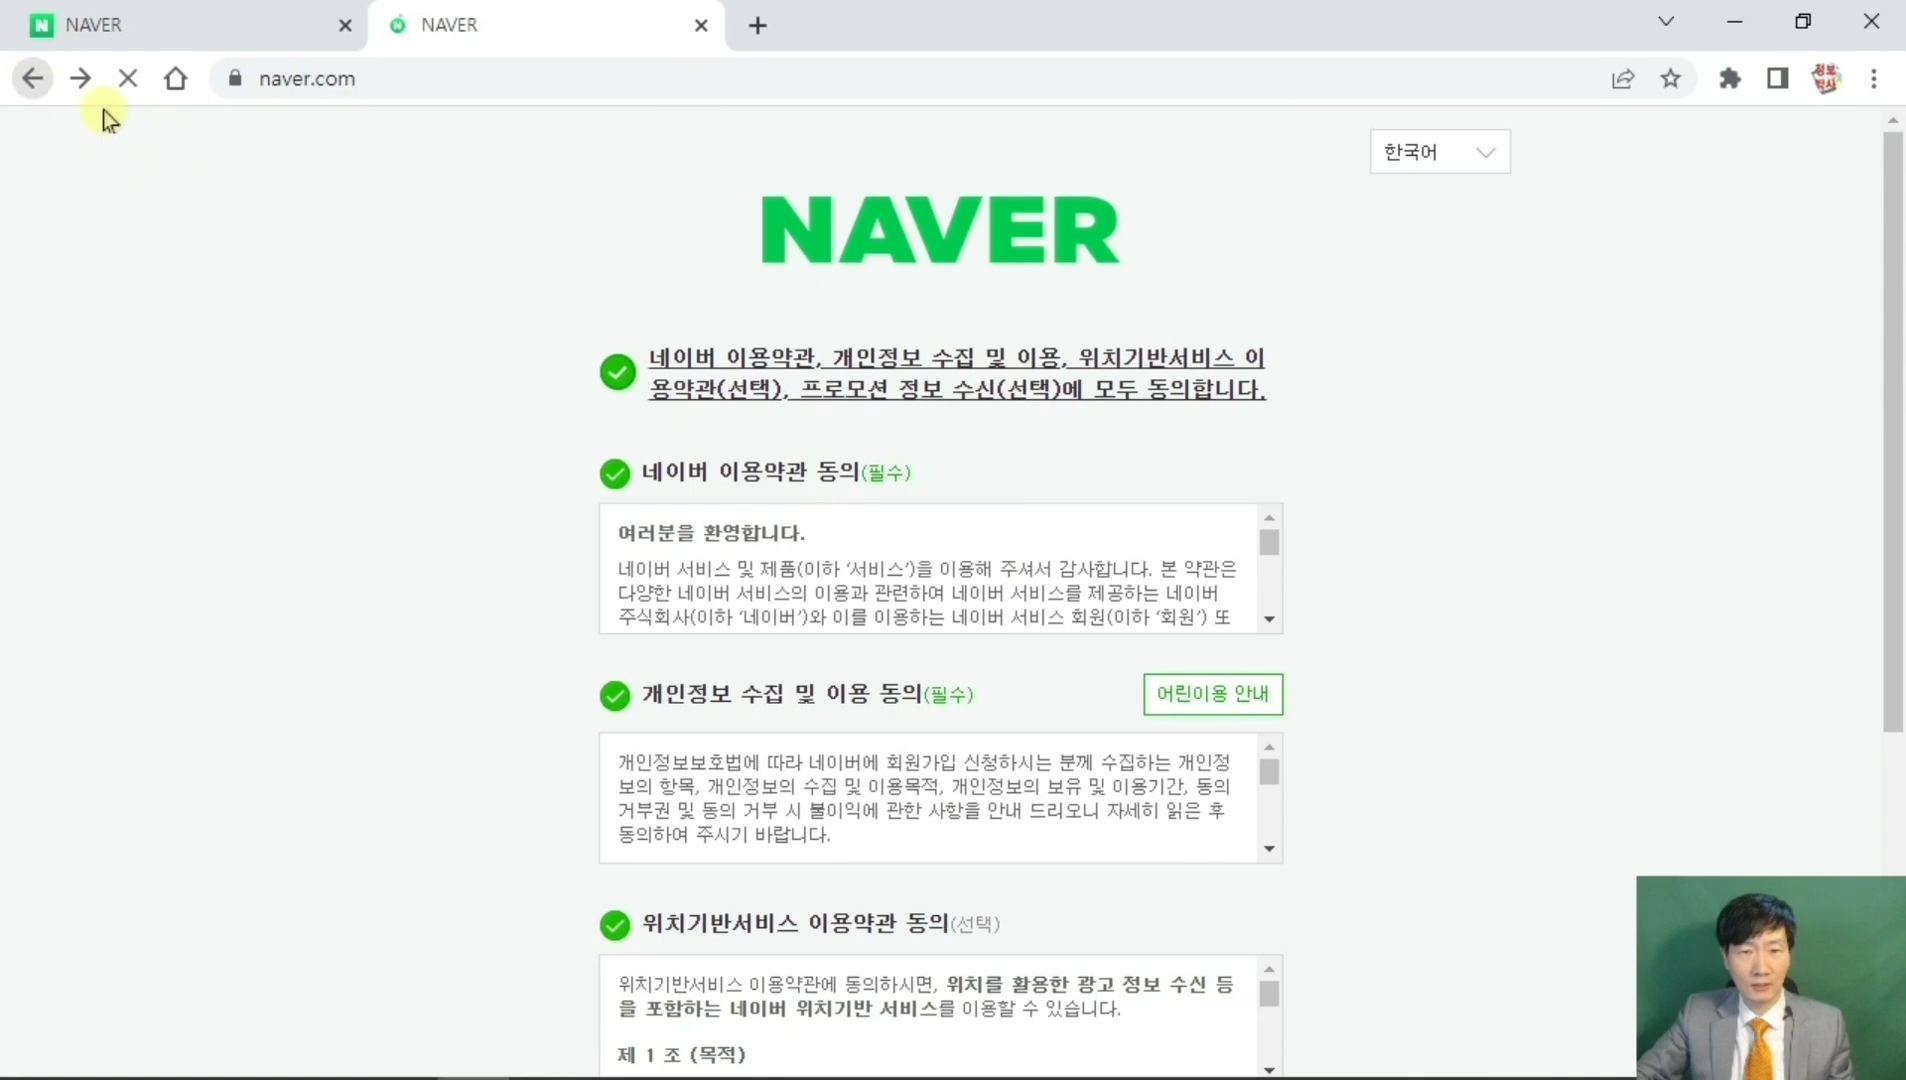 NAVER
NAVER
naver.com
한국어
NAVER
네이버 이용약관, 개인정보 수집 및 이용, 위치기반서비스 이
용약관(선택), 프로모션 정보 수신(선택)에 모두 동의합니다.
네이버 이용약관 동의(필수)
여러분을 환영합니다.
네이버 서비스 및 제품(이하 ‘서비스’)을 이용해 주셔서 감사합니다. 본 약관은
다양한 네이버 서비스의 이용과 관련하여 네이버 서비스를 제공하는 네이버
주식회사(이하 ‘네이버’)와 이를 이용하는 네이버 서비스 회원(이하 ‘회원’) 또
개인정보 수집 및 이용 동의(필수)
어린이용 안내
개인정보보호법에 따라 네이버에 회원가입 신청하시는 분께 수집하는 개인정
보의 항목, 개인정보의 수집 및 이용목적, 개인정보의 보유 및 이용기간, 동의
거부권 및 동의 거부 시 불이익에 관한 사항을 안내 드리오니 자세히 읽은 후
동의하여 주시기 바랍니다.
위치기반서비스 이용약관 동의(선택)
위치기반서비스 이용약관에 동의하시면, 위치를 활용한 광고 정보 수신 등
을 포함하는 네이버 위치기반 서비스를 이용할 수 있습니다.
제 1 조 (목적)